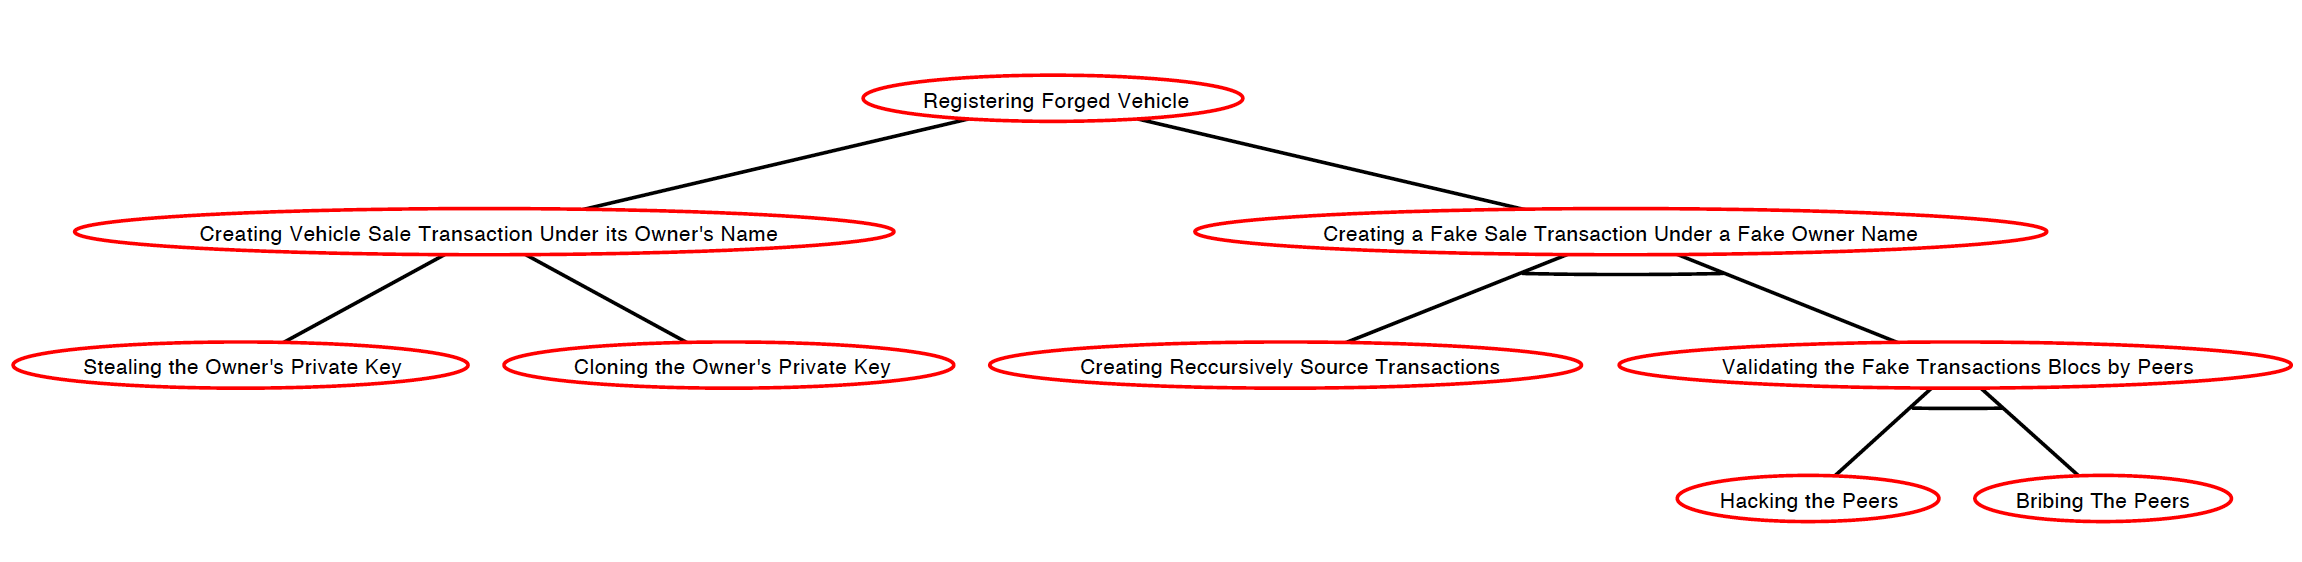 Registering Forged Vehicle
Creating Vehicle Sale Transaction Under its Owner's Name
Creating a Fake Sale Transaction Under a Fake Owner Name
Stealing the Owner's Private Key
Cloning the Owner's Private Key
Creating Reccursively Source Transactions
Validating the Fake Transactions Blocs by Peers
Hacking the Peers
Bribing The Peers